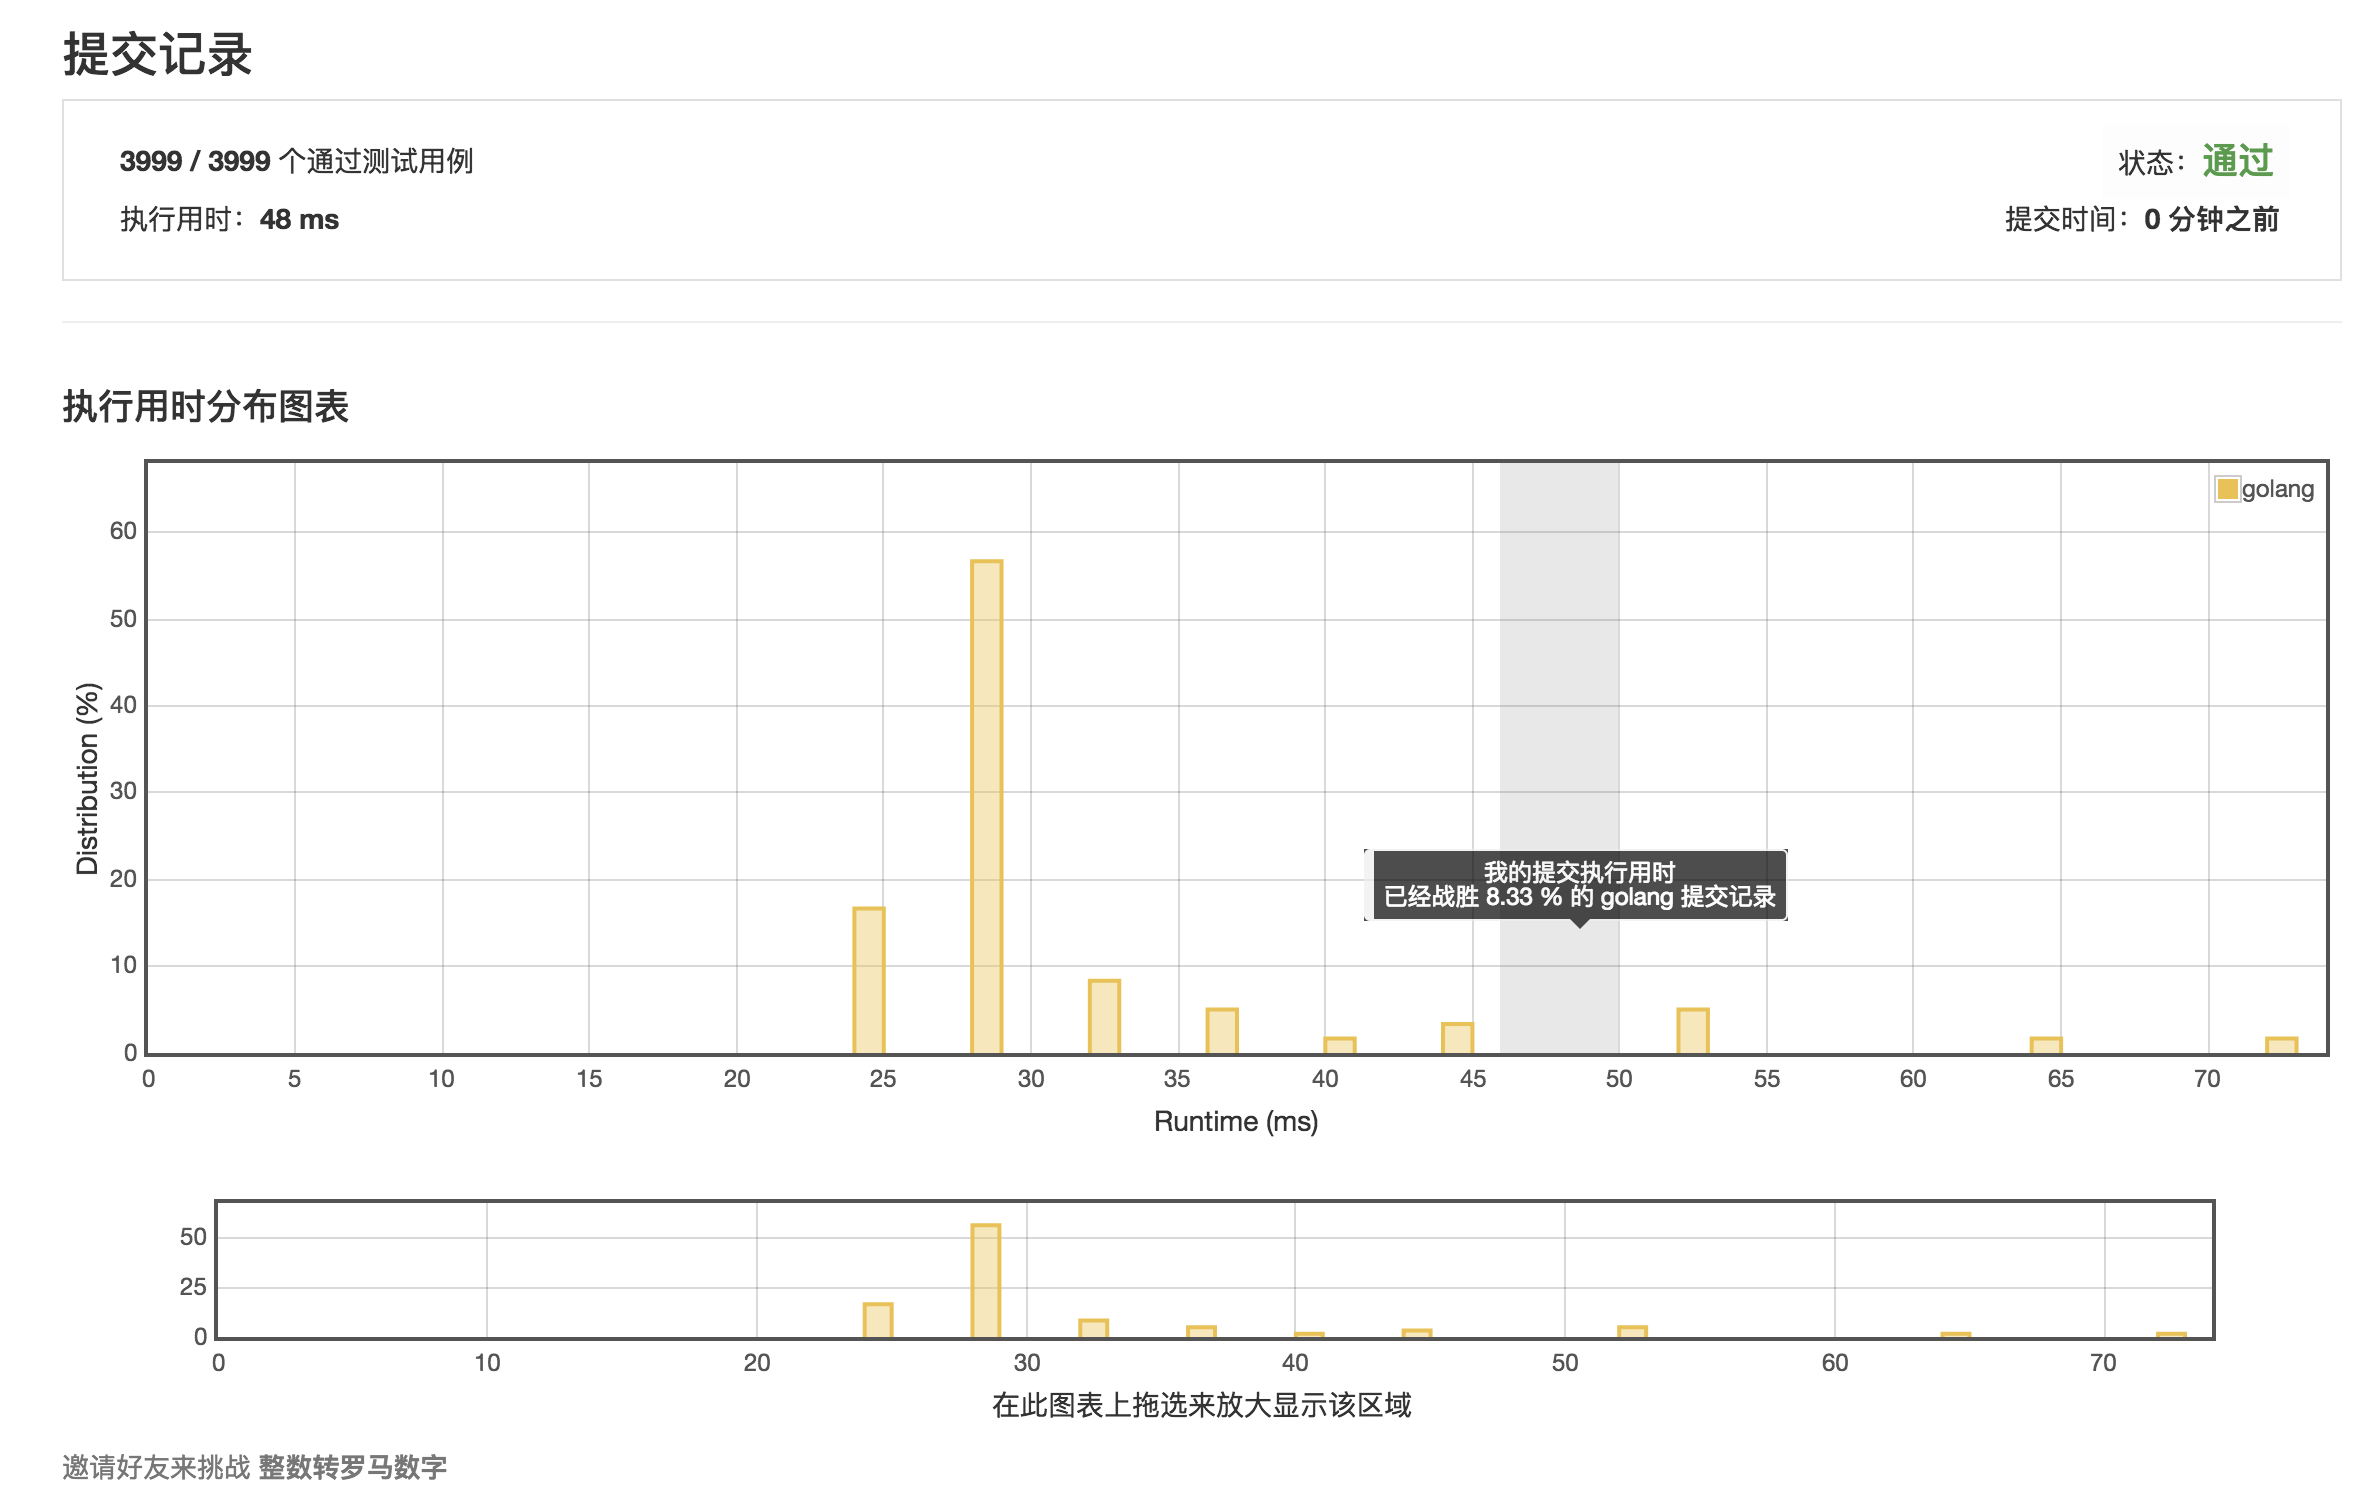 提交记录
3999 / 3999 个通过测试用例
状态：通过
执行用时：48 ms
提交时间：0 分钟之前
执行用时分布图表
golang
60
50
40
30
20
10
0
Distribution (%)
我的提交执行用时
已经战胜 8.33 % 的 golang 提交记录
0 5 10 15 20 25 30 35 40 45 50 55 60 65 70
Runtime (ms)
50
25
0
0 10 20 30 40 50 60 70
在此图表上拖选来放大显示该区域
邀请好友来挑战 整数转罗马数字